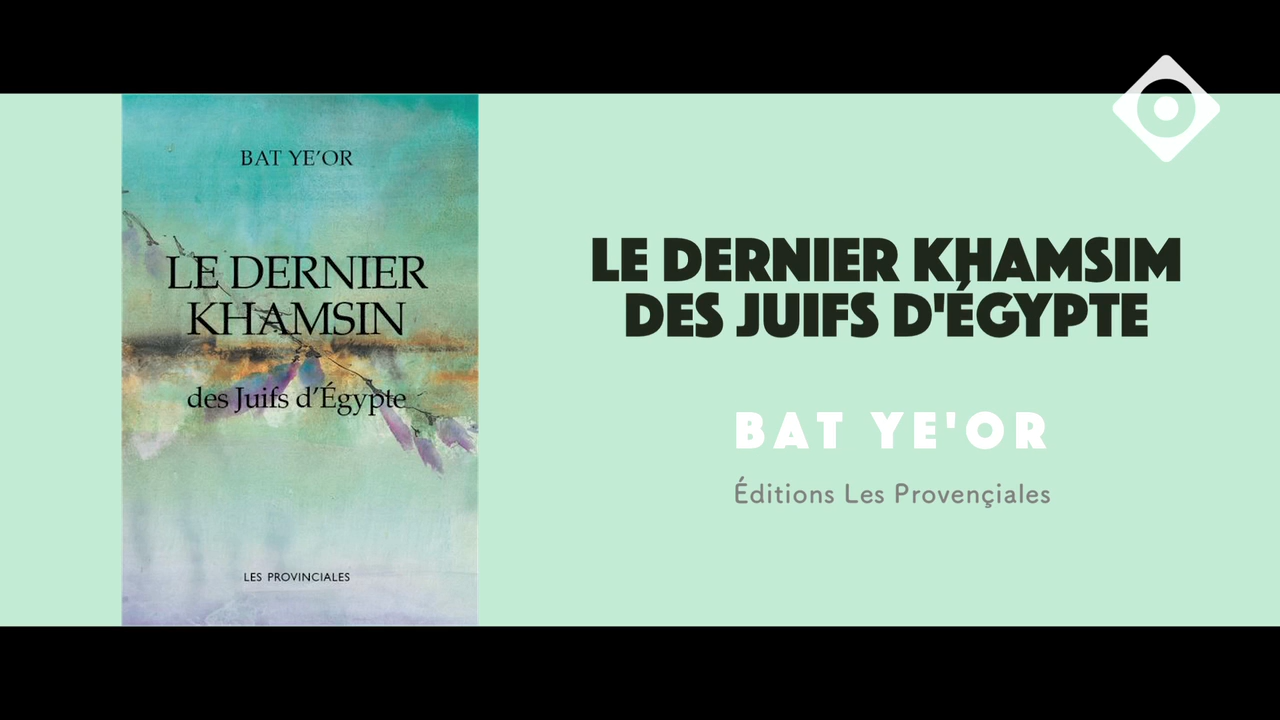 BAT YE'OR
LE DERNIER
KHAMSIN
des Juifs d'Égypte
LES PROVINCIALES
LE DERNIER KHAMSIM
DES JUIFS D'ÉGYPTE
BAT YE'OR
Éditions Les Provençiales